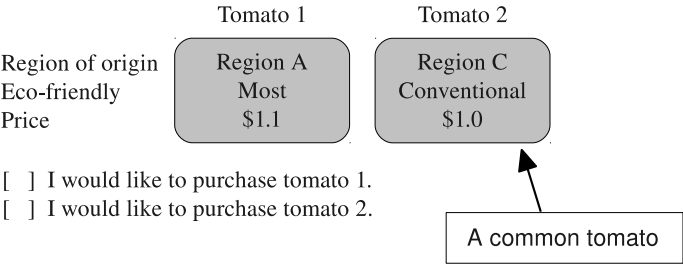 Tomato 1 Tomato 2
Region of origin Region A Region C
Eco-friendly Most Conventional
Price $1.1 $1.0
[ ] I would like to purchase tomato 1.
[ ] I would like to purchase tomato 2.
A common tomato